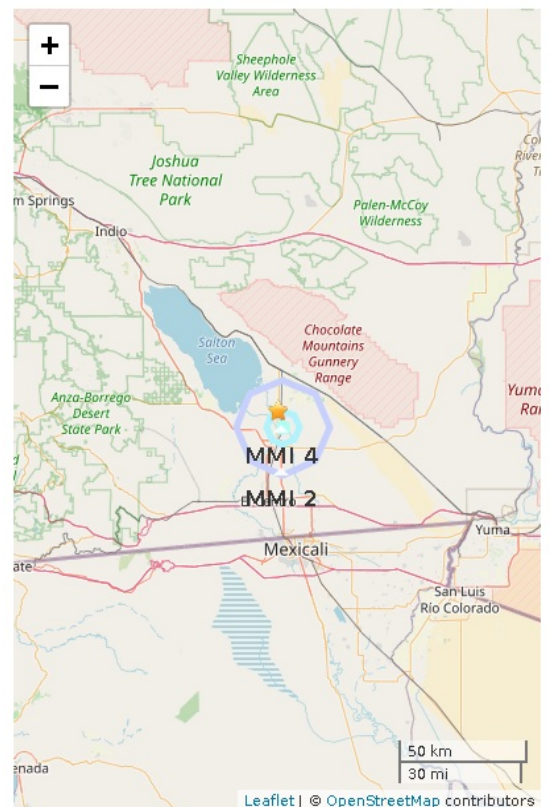 +
−
Sheephole
Valley Wilderness
Area
Joshua
Tree National
Park
Palen-McCoy
Wilderness
m Springs
Indio
Salton
Sea
Chocolate
Mountains
Gunnery
Range
Anza-Borrego
Desert
State Park
MMI 4
MMI 2
Yuma
Mexicali
ate
San Luis
Río Colorado
enada
50 km
30 mi
Leaflet | © OpenStreetMap contributors